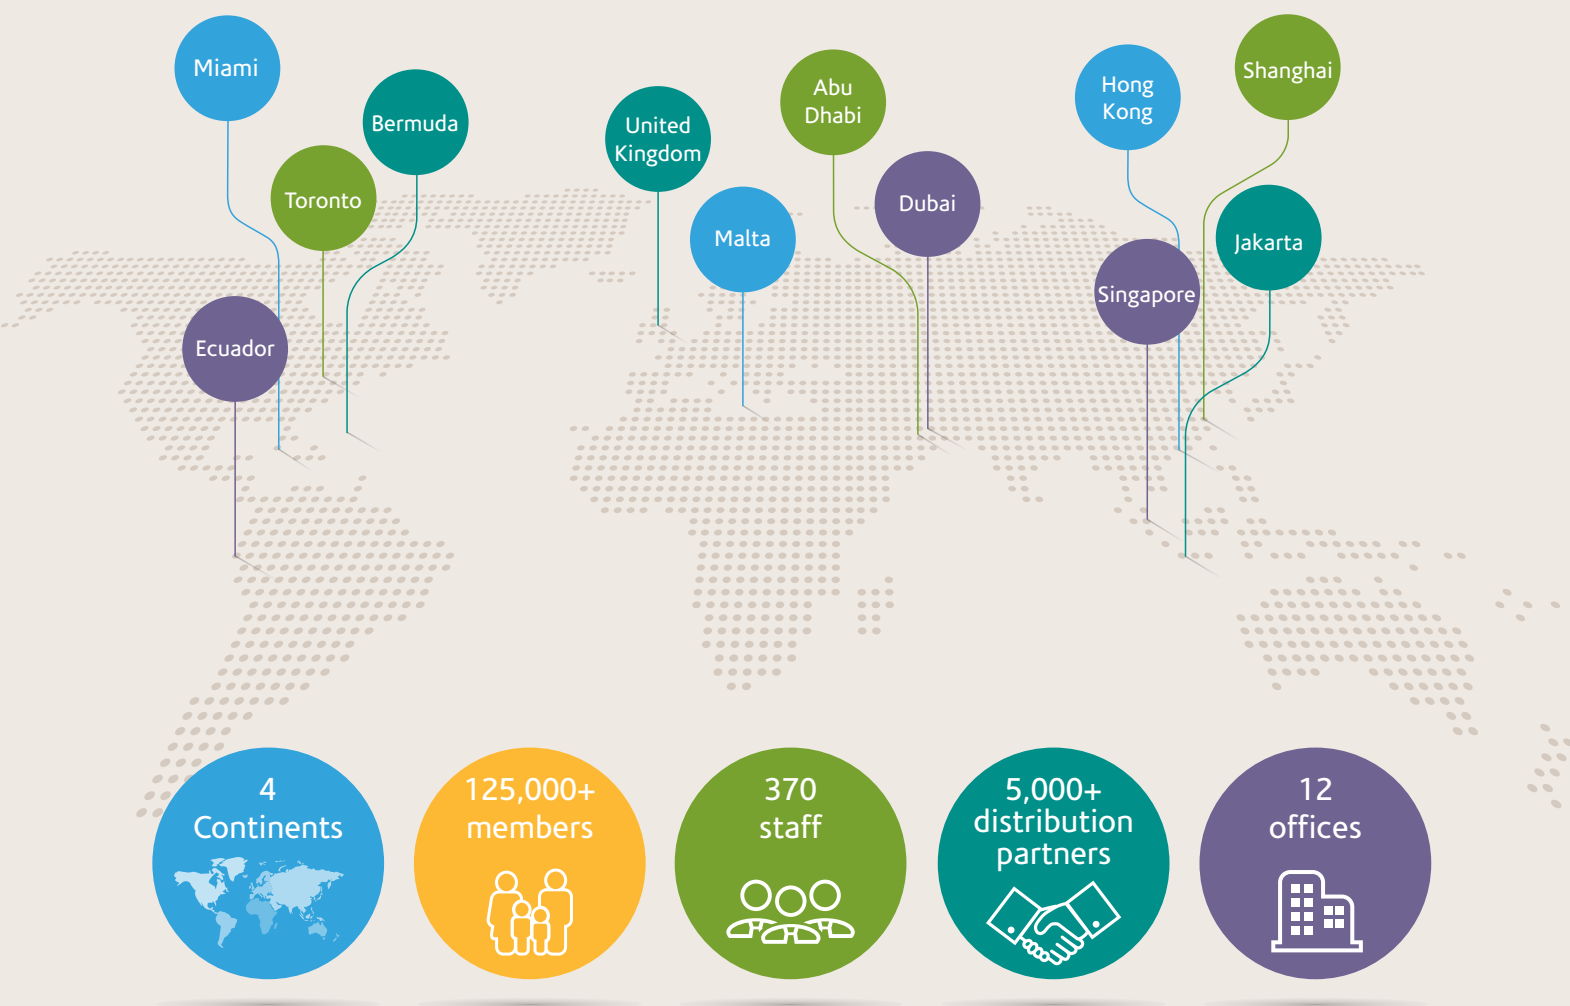 Miami
Toronto
Bermuda
Ecuador
United
Kingdom
Malta
Abu
Dhabi
Dubai
Hong
Kong
Shanghai
Singapore
Jakarta
4
Continents
125,000+
members
370
staff
5,000+
distribution
partners
12
offices